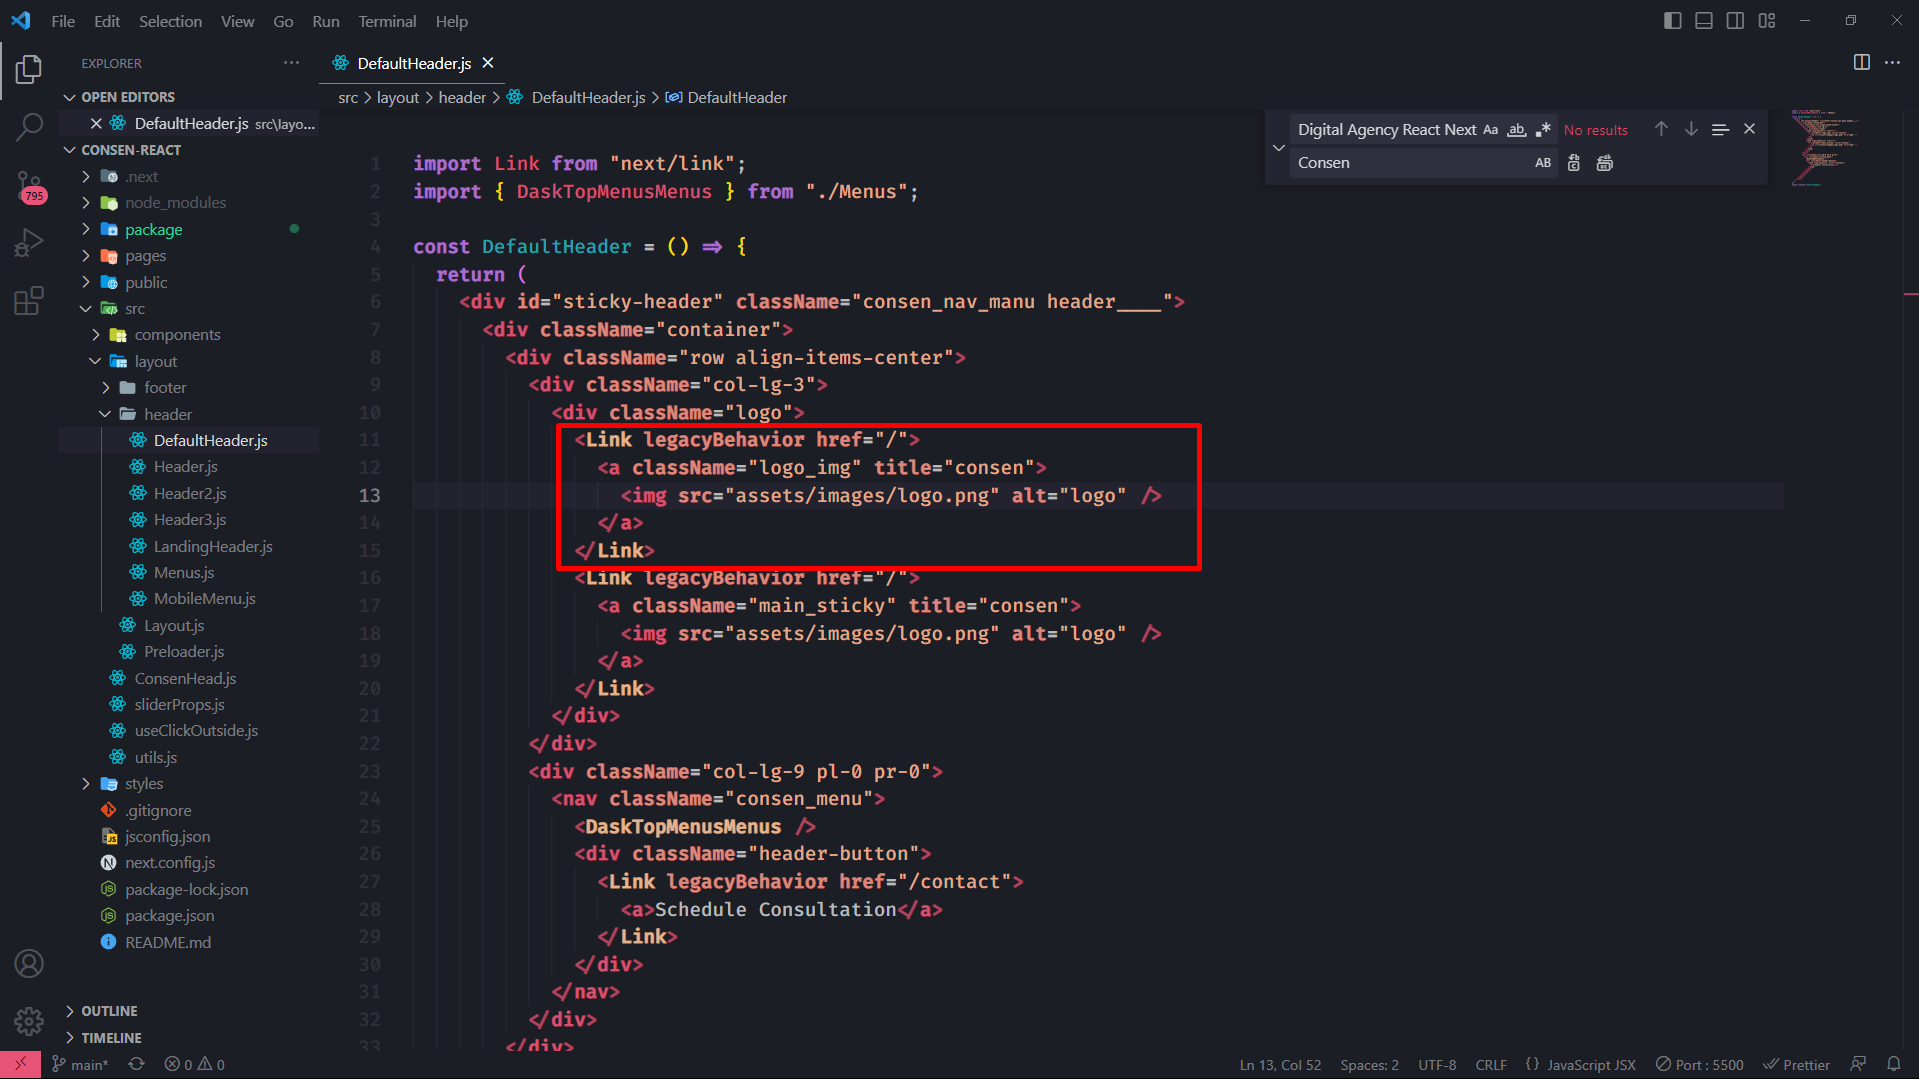 File Edit Selection View Go Run Terminal Help
EXPLORER
OPEN EDITORS
DefaultHeader.js src\layo...
CONSEN-REACT
.next
node_modules
package
pages
public
src
components
layout
footer
header
DefaultHeader.js
Header.js
Header2.js
Header3.js
LandingHeader.js
Menus.js
MobileMenu.js
Layout.js
Preloader.js
ConsenHead.js
sliderProps.js
useClickOutside.js
utils.js
styles
.gitignore
jsconfig.json
next.config.js
package-lock.json
package.json
README.md
OUTLINE
TIMELINE
795
DefaultHeader.js
src > layout > header > DefaultHeader.js > DefaultHeader
Digital Agency React Next Aa ab .* No results
Consen AB
1 import Link from "next/link";
2 import { DaskTopMenusMenus } from "./Menus";
3
4 const DefaultHeader = () => {
5 return (
6 <div id="sticky-header" className="consen_nav_manu header____">
7 <div className="container">
8 <div className="row align-items-center">
9 <div className="col-lg-3">
10 <div className="logo">
11 <Link legacyBehavior href="/">
12 <a className="logo_img" title="consen">
13 <img src="assets/images/logo.png" alt="logo" />
14 </a>
15 </Link>
16 <Link legacyBehavior href="/">
17 <a className="main_sticky" title="consen">
18 <img src="assets/images/logo.png" alt="logo" />
19 </a>
20 </Link>
21 </div>
22 </div>
23 <div className="col-lg-9 pl-0 pr-0">
24 <nav className="consen_menu">
25 <DaskTopMenusMenus />
26 <div className="header-button">
27 <Link legacyBehavior href="/contact">
28 <a>Schedule Consultation</a>
29 </Link>
30 </div>
31 </nav>
32 </div>
33 </div>
main* 0 0 Ln 13, Col 52 Spaces: 2 UTF-8 CRLF {} JavaScript JSX Port : 5500 Prettier